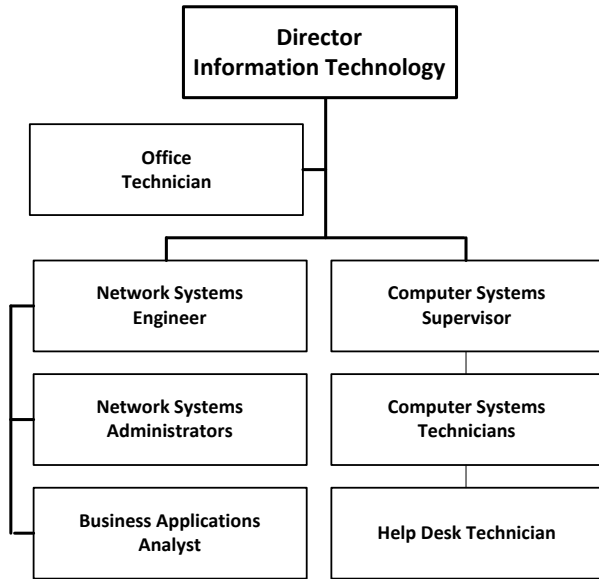 Director
Information Technology
Office
Technician
Network Systems
Engineer
Computer Systems
Supervisor
Network Systems
Administrators
Computer Systems
Technicians
Business Applications
Analyst
Help Desk Technician